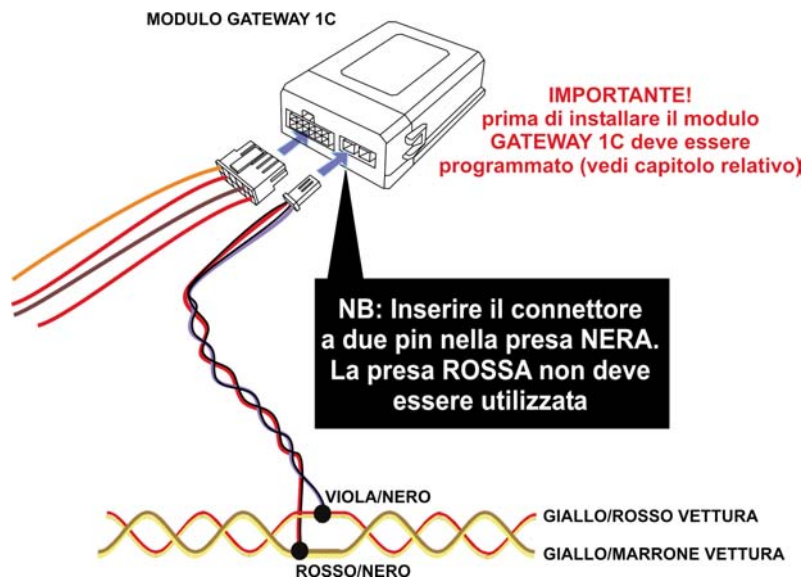 MODULO GATEWAY 1C
IMPORTANTE!
prima di installare il modulo
GATEWAY 1C deve essere
programmato (vedi capitolo relativo)
NB: Inserire il connettore
a due pin nella presa NERA.
La presa ROSSA non deve
essere utilizzata
VIOLA/NERO
GIALLO/ROSSO VETTURA
GIALLO/MARRONE VETTURA
ROSSO/NERO